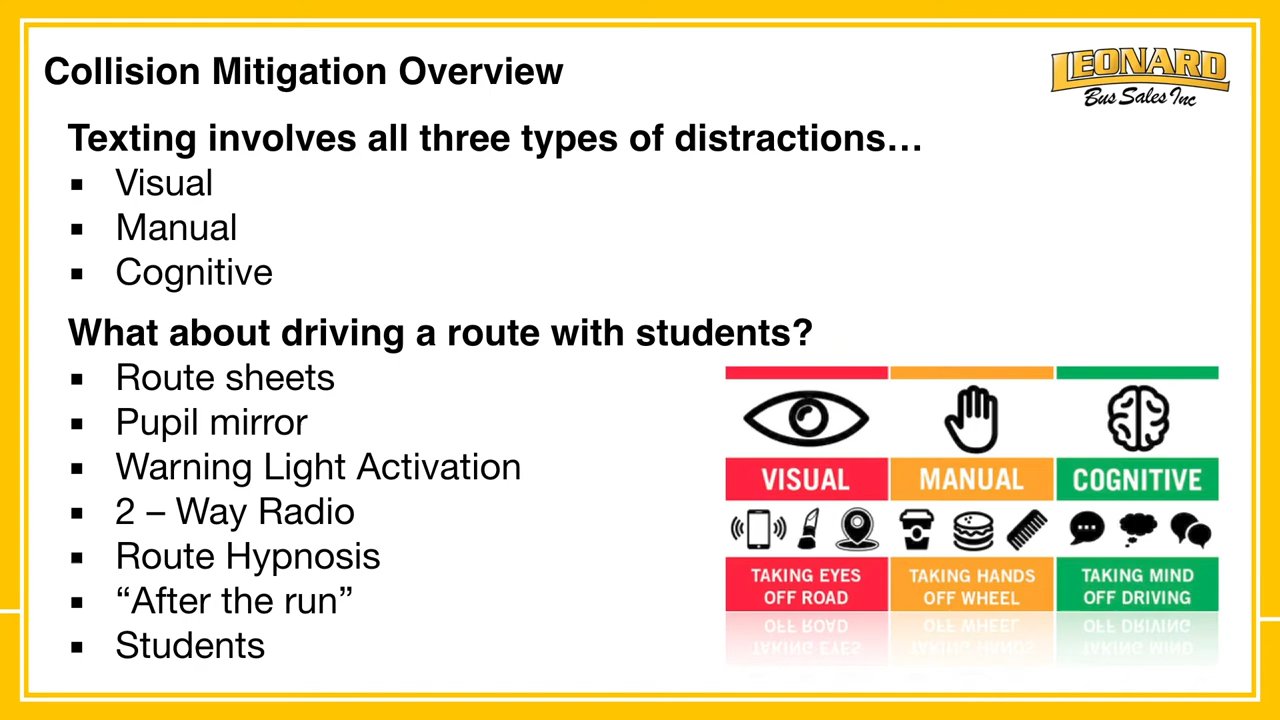 Collision Mitigation Overview
LEONARD
Bus Sales Inc
Texting involves all three types of distractions…
▪ Visual
▪ Manual
▪ Cognitive
What about driving a route with students?
▪ Route sheets
▪ Pupil mirror
▪ Warning Light Activation
▪ 2 – Way Radio
▪ Route Hypnosis
▪ “After the run”
▪ Students
VISUAL
MANUAL
COGNITIVE
TAKING EYES
OFF ROAD
TAKING HANDS
OFF WHEEL
TAKING MIND
OFF DRIVING